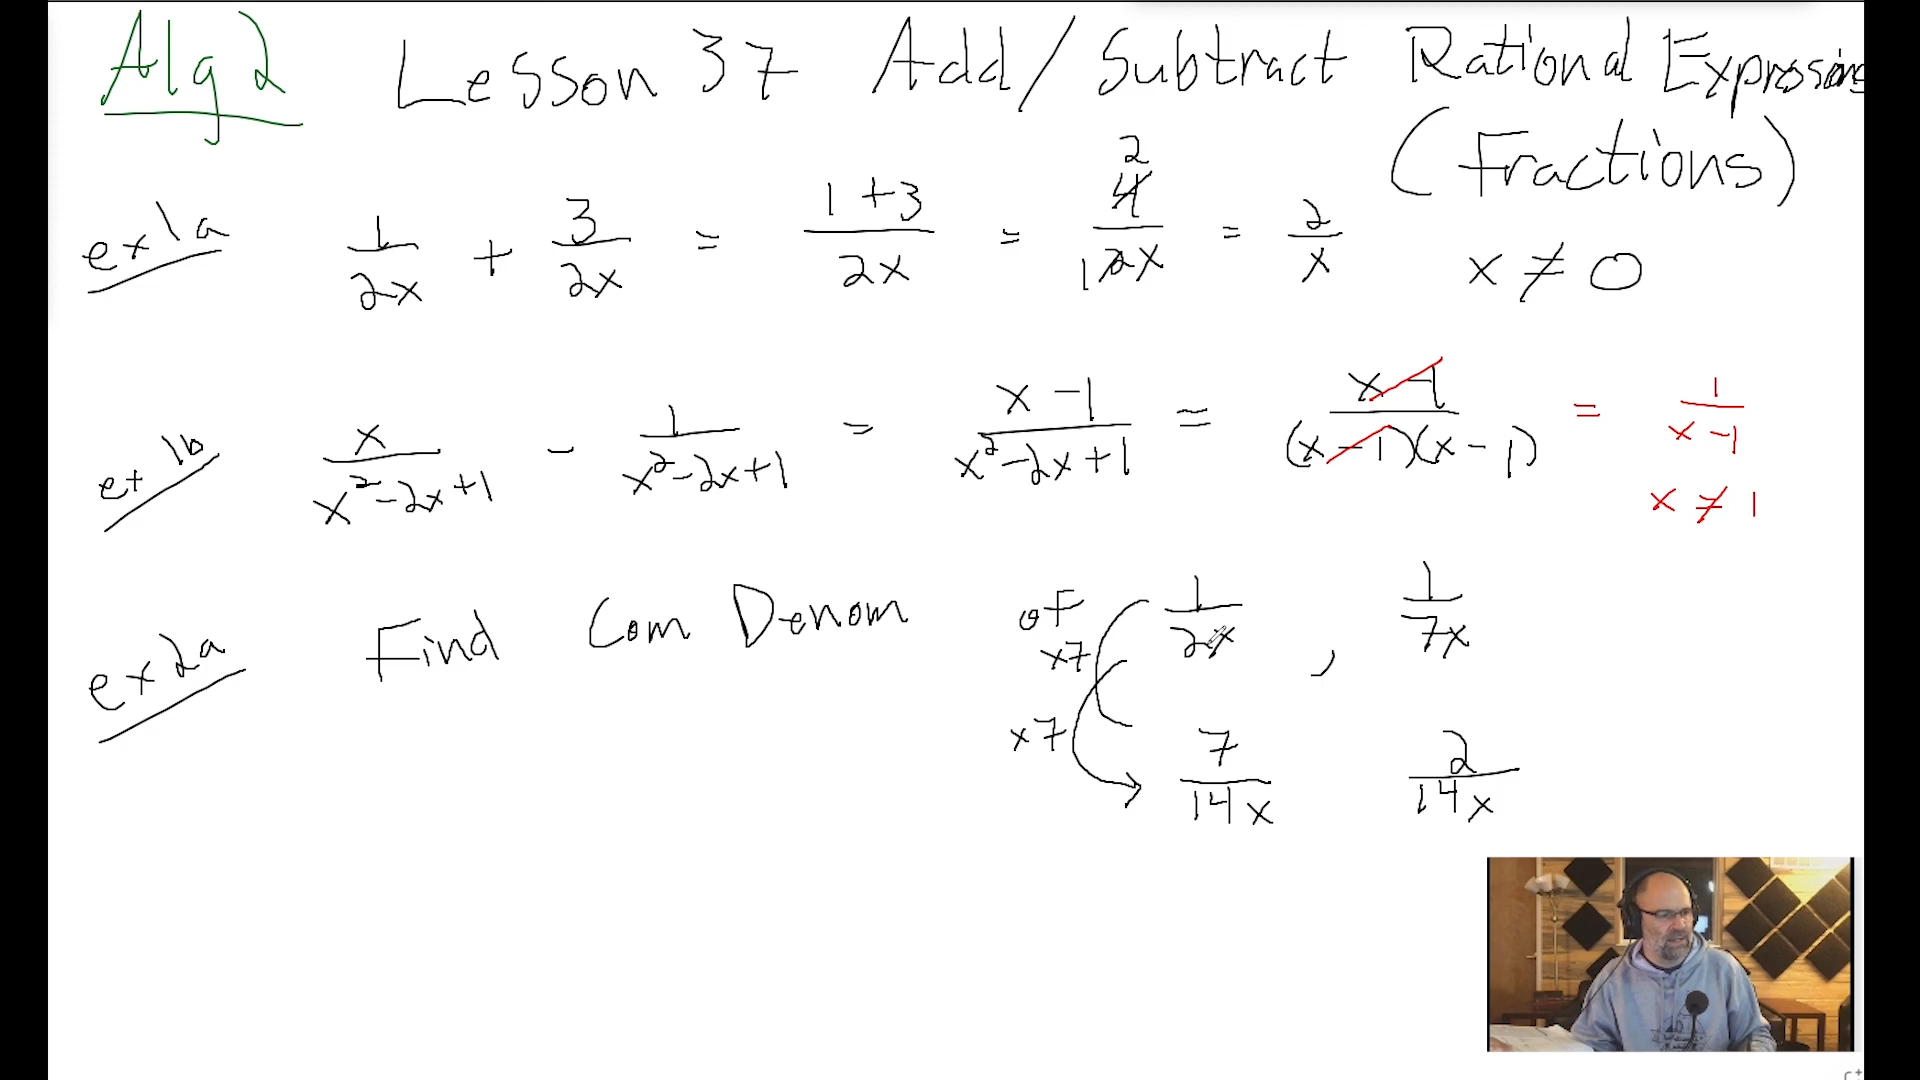 Alg 2 Lesson 37 Add/Subtract Rational Expressions
(Fractions)
ex 1a 1/2x + 3/2x = 1+3/2x = 4/2x 2 1 = 2/x x ≠ 0
ex 1b x/x²-2x+1 - 1/x²-2x+1 = x-1/x²-2x+1 = x-1/(x-1)(x-1) = 1/x-1
x ≠ 1
ex 2a Find Com Denom of 1/2x , 1/7x
x7
x7 7/14x 2/14x